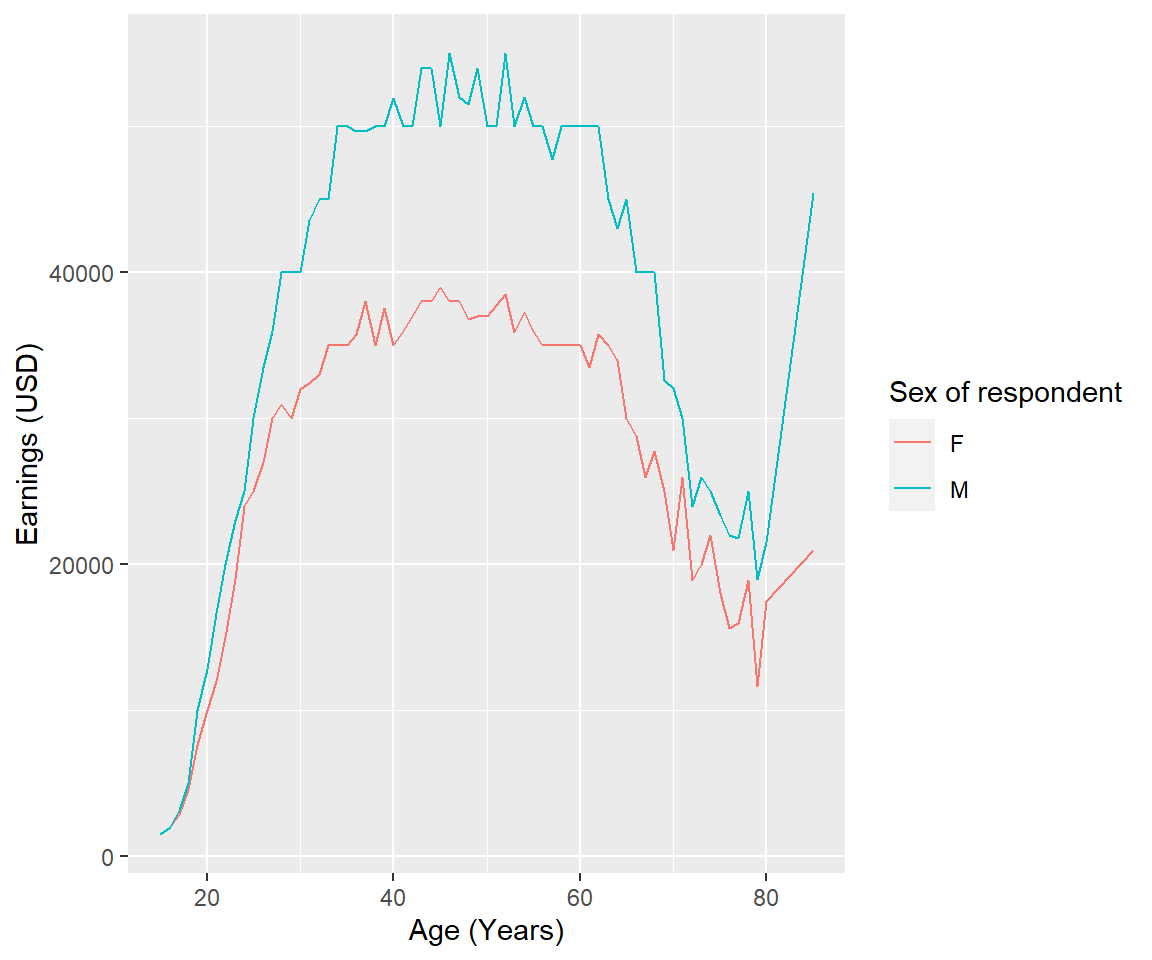 Earnings (USD)
40000
20000
0
20 40 60 80
Age (Years)
Sex of respondent
F
M